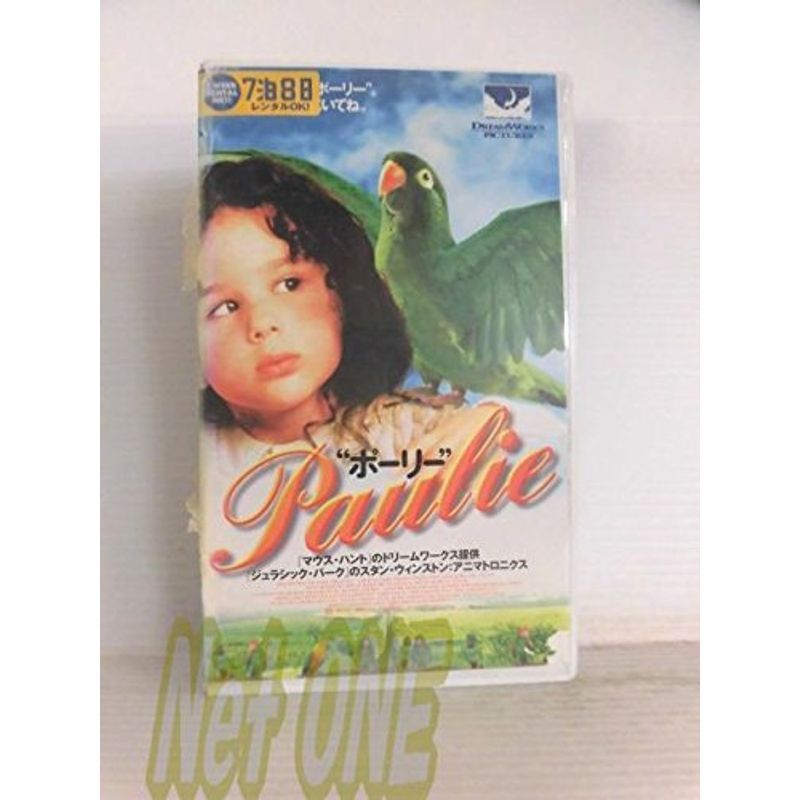 7泊8日
レンタルOK!
ポーリー”。
いてね。
DREAMWORKS
PICTURES
“ポーリー”
Paulie
『マウス・ハント』のドリームワークス提供
『ジュラシック・パーク』のスタン・ウィンストン:アニマトロニクス
Net ONE